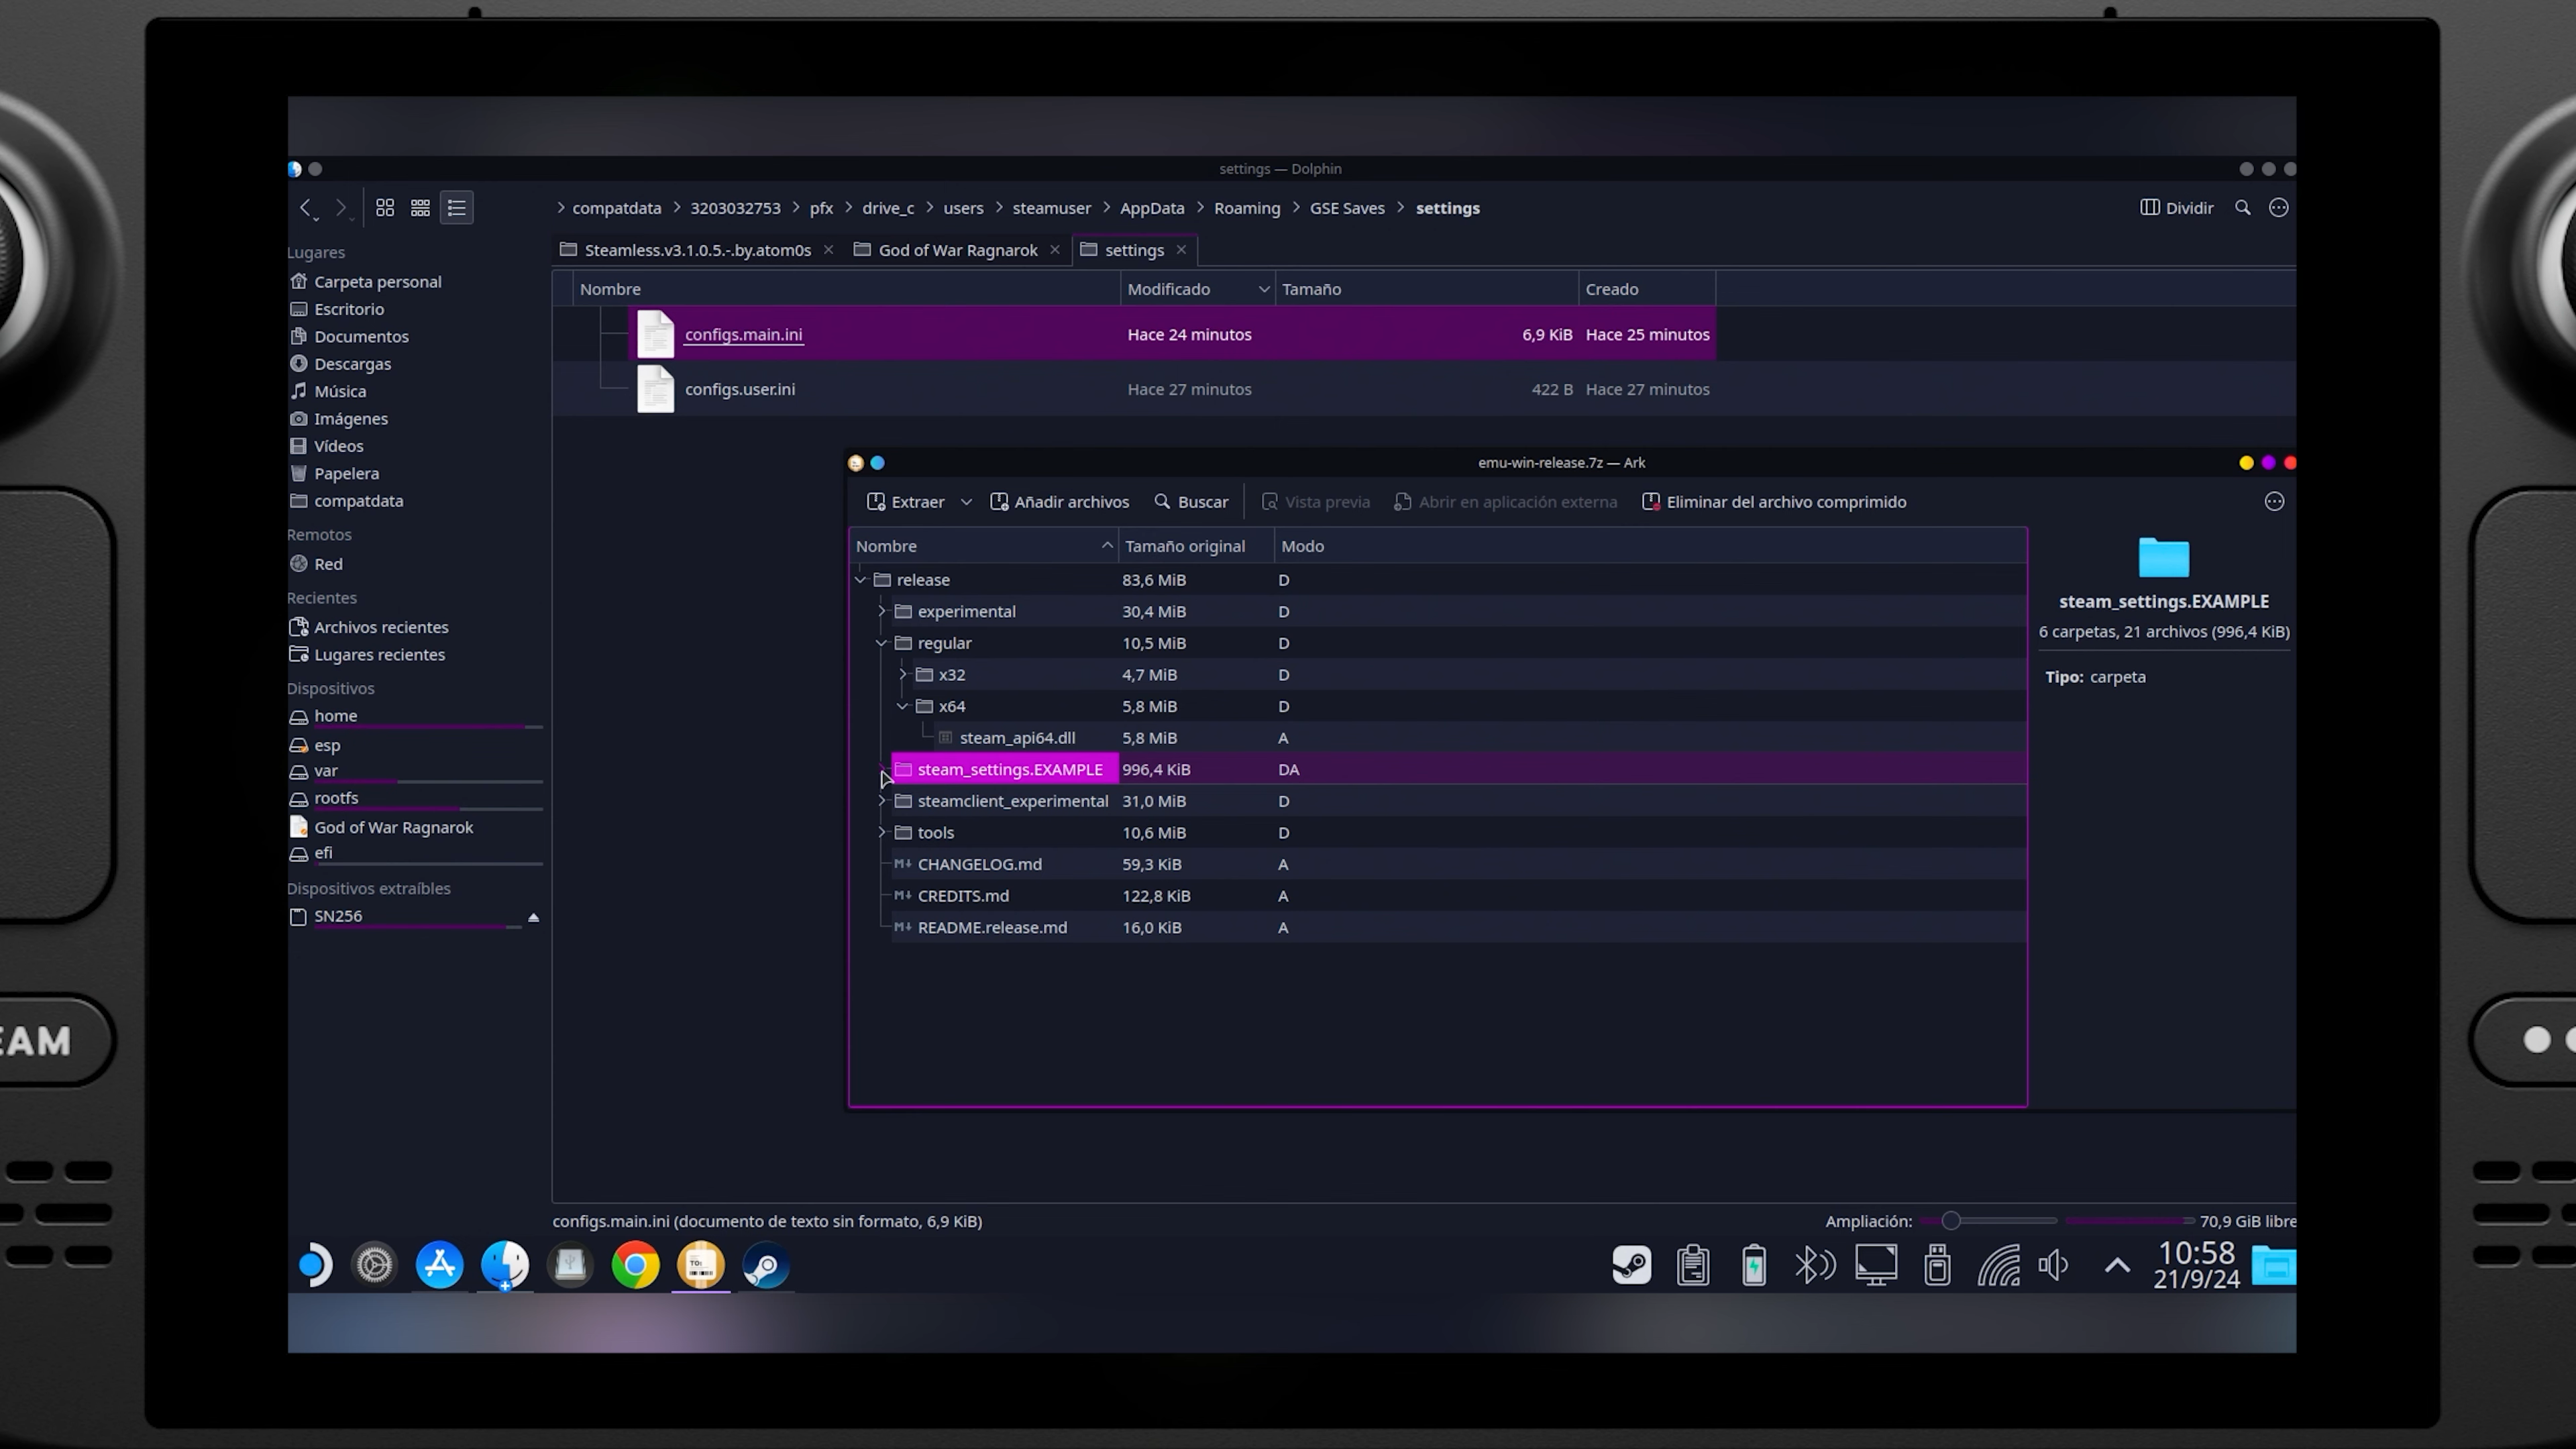 settings — Dolphin
compatdata > 3203032753 > pfx > drive_c > users > steamuser > AppData > Roaming > GSE Saves > settings
Dividir
Steamless.v3.1.0.5.-.by.atom0s
God of War Ragnarok
settings
Nombre Modificado Tamaño Creado
configs.main.ini Hace 24 minutos 6,9 KiB Hace 25 minutos
configs.user.ini Hace 27 minutos 422 B Hace 27 minutos
Lugares
Carpeta personal
Escritorio
Documentos
Descargas
Música
Imágenes
Vídeos
Papelera
compatdata
Remotos
Red
Recientes
Archivos recientes
Lugares recientes
Dispositivos
home
esp
var
rootfs
God of War Ragnarok
efi
Dispositivos extraíbles
SN256
emu-win-release.7z — Ark
Extraer Añadir archivos Buscar Vista previa Abrir en aplicación externa Eliminar del archivo comprimido
Nombre Tamaño original Modo
release 83,6 MiB D
experimental 30,4 MiB D
regular 10,5 MiB D
x32 4,7 MiB D
x64 5,8 MiB D
steam_api64.dll 5,8 MiB A
steam_settings.EXAMPLE 996,4 KiB DA
steamclient_experimental 31,0 MiB D
tools 10,6 MiB D
CHANGELOG.md 59,3 KiB A
CREDITS.md 122,8 KiB A
README.release.md 16,0 KiB A
steam_settings.EXAMPLE
6 carpetas, 21 archivos (996,4 KiB)
Tipo: carpeta
EAM
configs.main.ini (documento de texto sin formato, 6,9 KiB)
Ampliación:
70,9 GiB libre
10:58
21/9/24